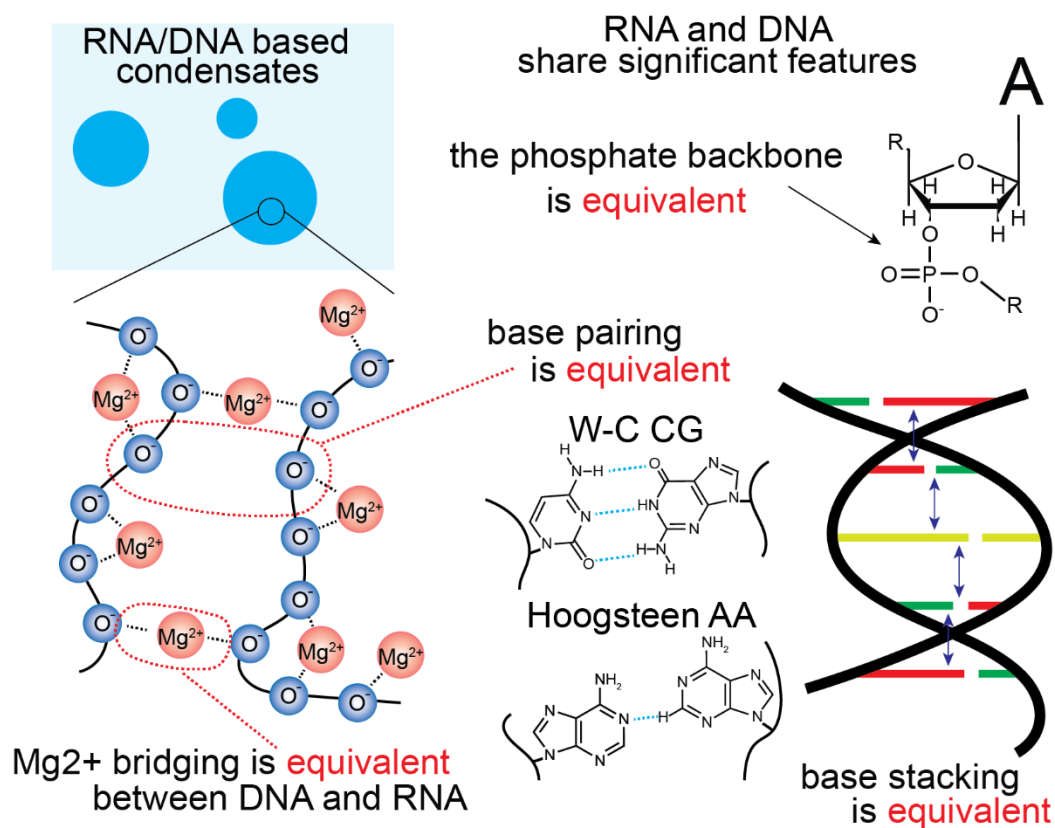 RNA/DNA based
condensates
RNA and DNA
share significant features
the phosphate backbone
is equivalent
A
R
O
H H
H H
H
O
O=P-O
O-
R
Mg2+
O-
O-
Mg2+
O-
Mg2+
O-
O-
O-
O-
O-
Mg2+
O-
Mg2+
O-
O-
O-
O-
Mg2+
O-
Mg2+
Mg2+
O-
O-
base pairing
is equivalent
W-C CG
H
N-H
O
N
N
HN
N
N
N
O
H-N
H
Hoogsteen AA
NH2
N
N
N
N
NH2
N
N
H
N
N
Mg2+ bridging is equivalent
between DNA and RNA
base stacking
is equivalent